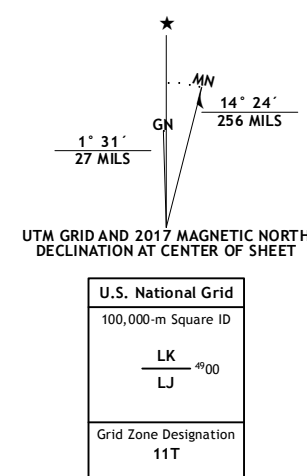 ★
MN
GN
1° 31´
27 MILS
14° 24´
256 MILS
UTM GRID AND 2017 MAGNETIC NORTH
DECLINATION AT CENTER OF SHEET
U.S. National Grid
100,000-m Square ID
LK
4900
LJ
Grid Zone Designation
11T